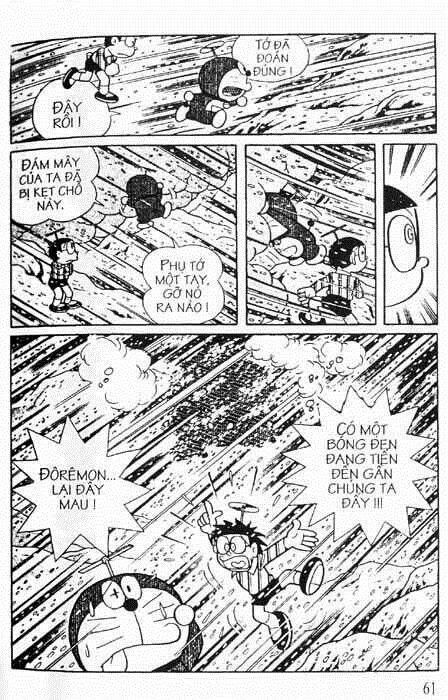 TỚ ĐÃ
ĐOÁN
ĐÚNG !
ĐÂY
RỒI !
ĐÁM MÂY
CỦA TA ĐÃ
BỊ KẸT CHỖ
NÀY.
PHỤ TỚ
MỘT TAY,
GỠ NÓ
RA NÀO !
CÓ MỘT
BÓNG ĐEN
ĐANG TIẾN
ĐẾN GẦN
CHÚNG TA
ĐẤY !!!
ĐÔRÊMON...
LẠI ĐÂY
MAU !
61